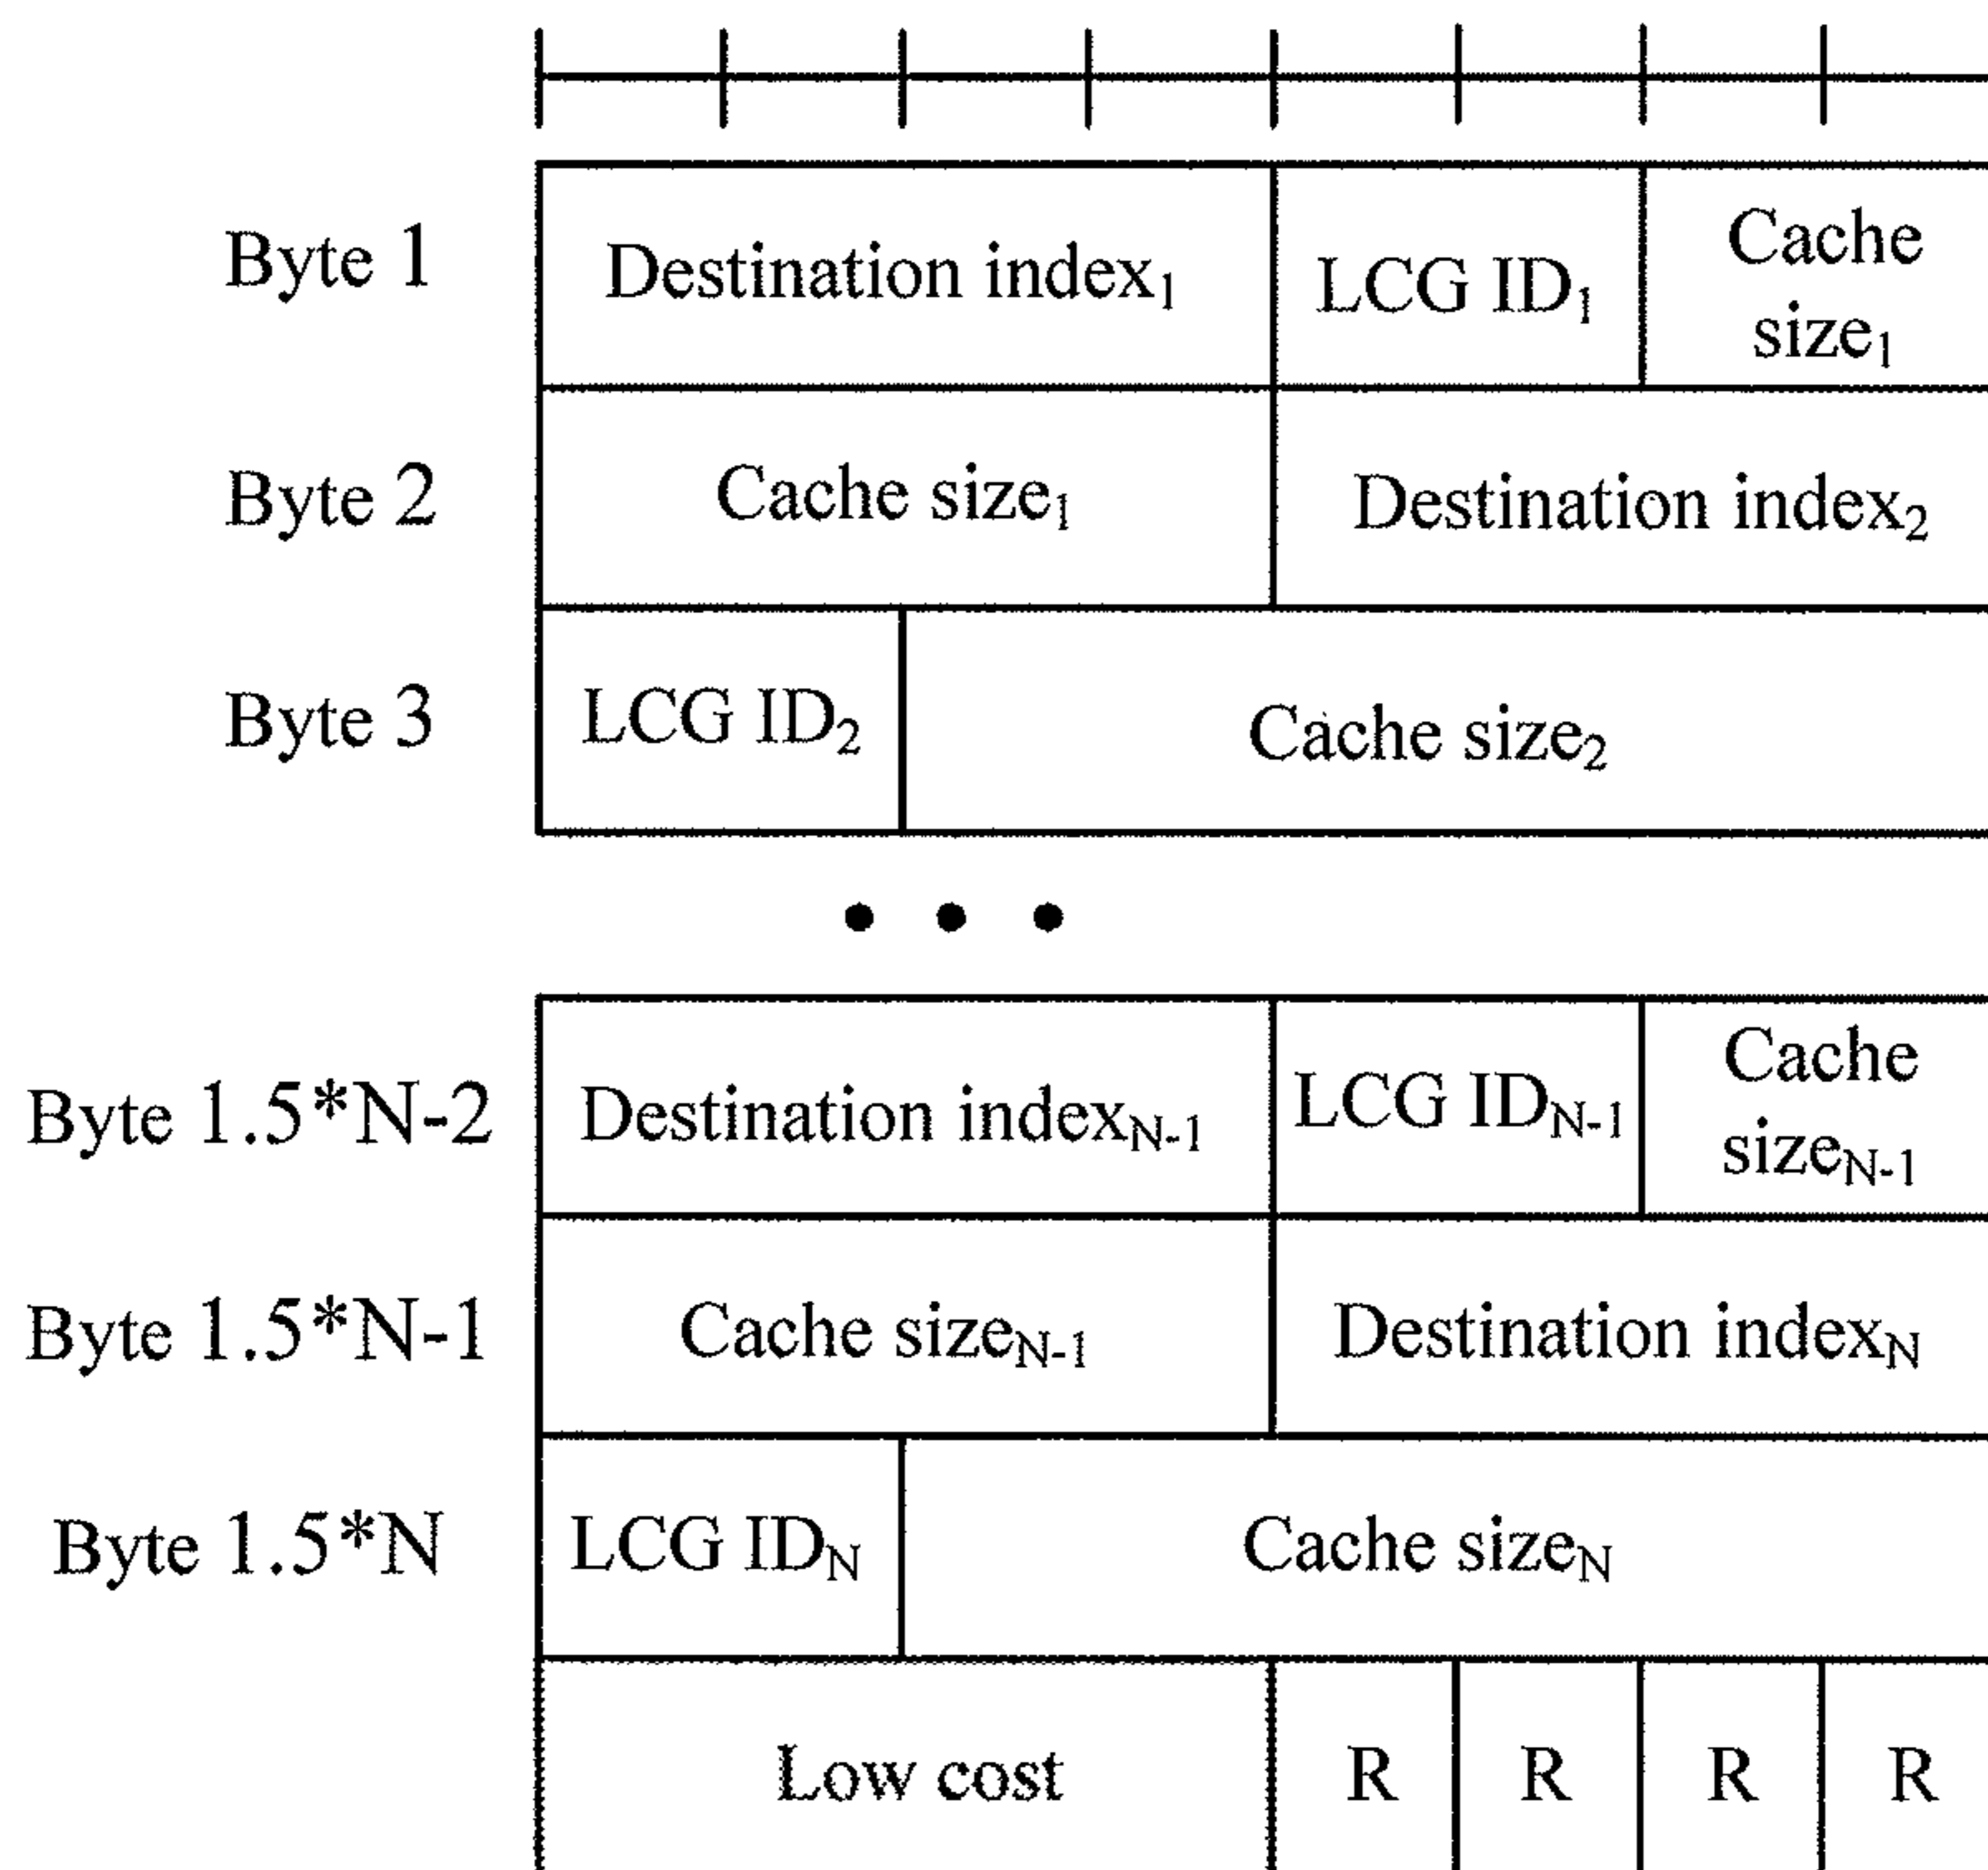 Byte 1
Destination index₁
LCG ID₁
Cache
size₁
Byte 2
Cache size₁
Destination index₂
Byte 3
LCG ID₂
Cache size₂
• • •
Byte 1.5*N-2
Destination indexN-1
LCG IDN-1
Cache
sizeN-1
Byte 1.5*N-1
Cache sizeN-1
Destination indexN
Byte 1.5*N
LCG IDN
Cache sizeN
Low cost
R
R
R
R